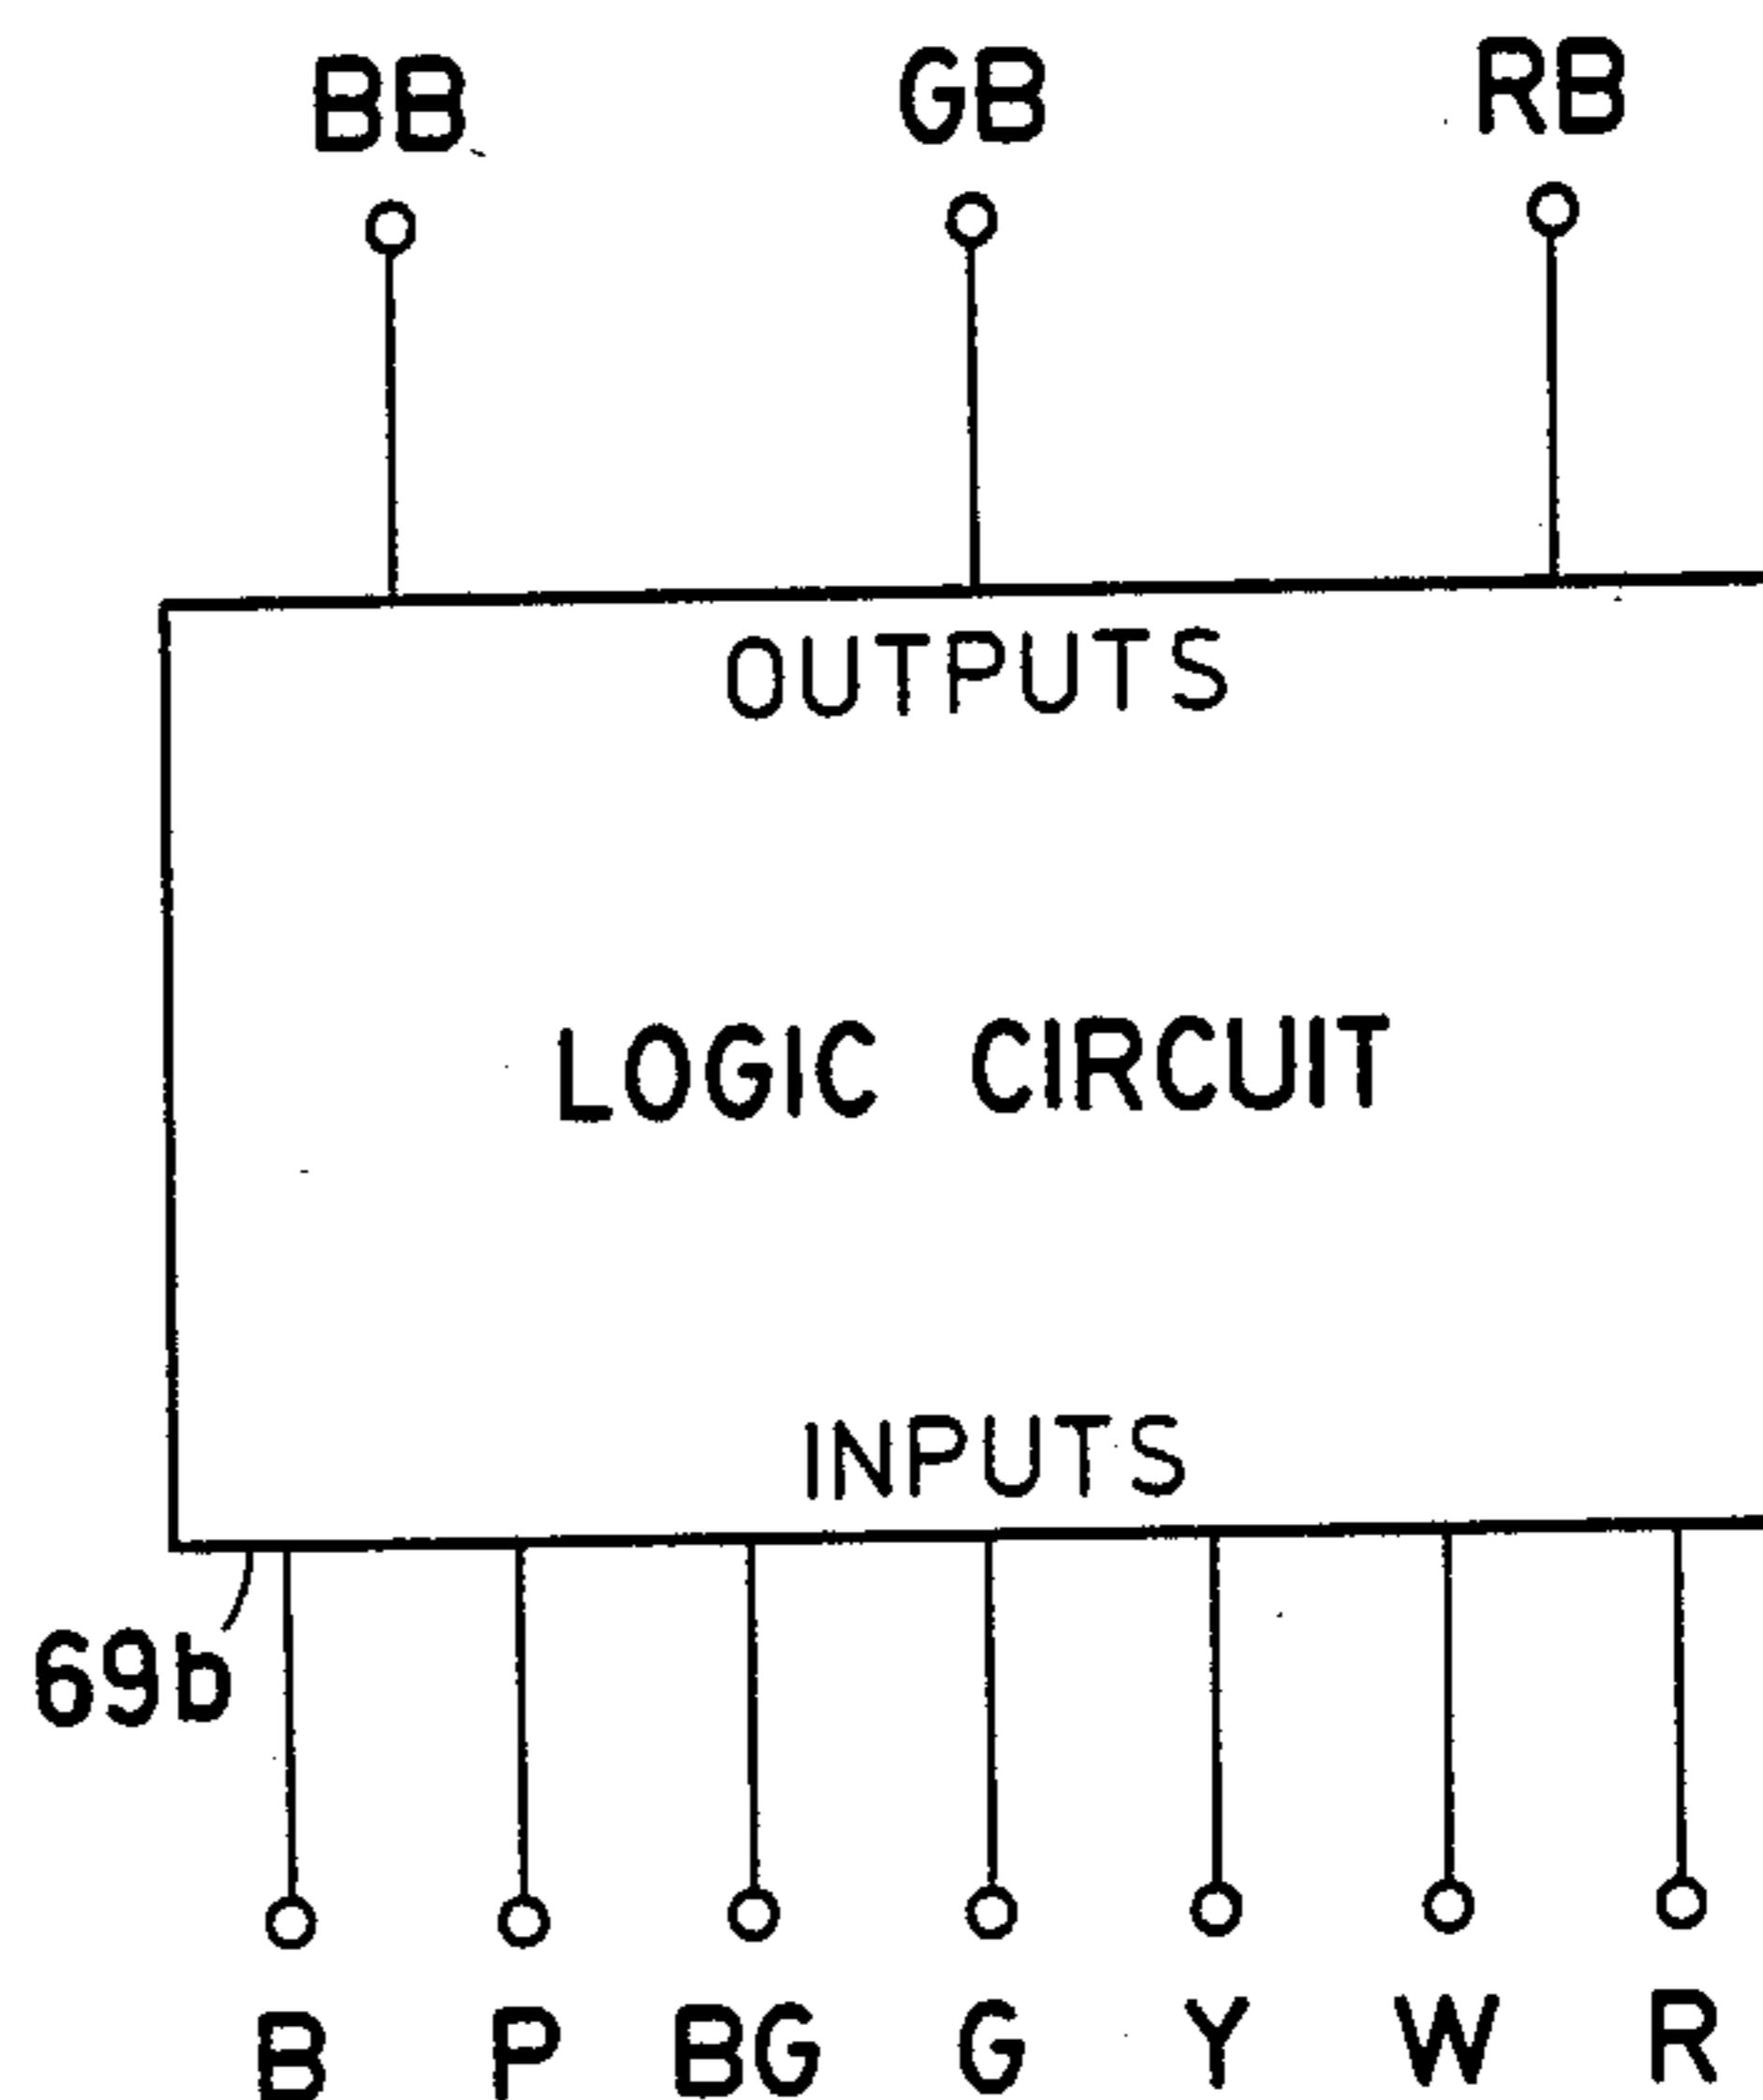 BB GB RB
OUTPUTS
LOGIC CIRCUIT
INPUTS
69b
B P BG G Y W R